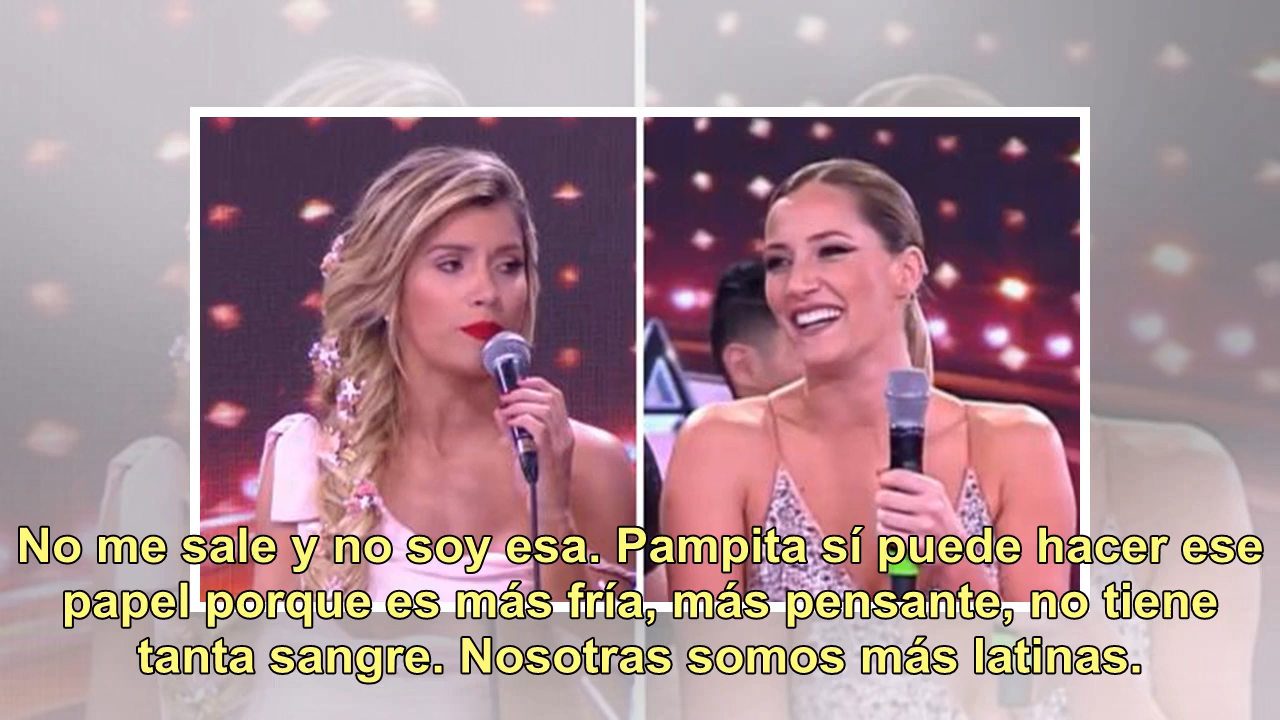 No me sale y no soy esa. Pampita sí puede hacer ese
papel porque es más fría, más pensante, no tiene
tanta sangre. Nosotras somos más latinas.